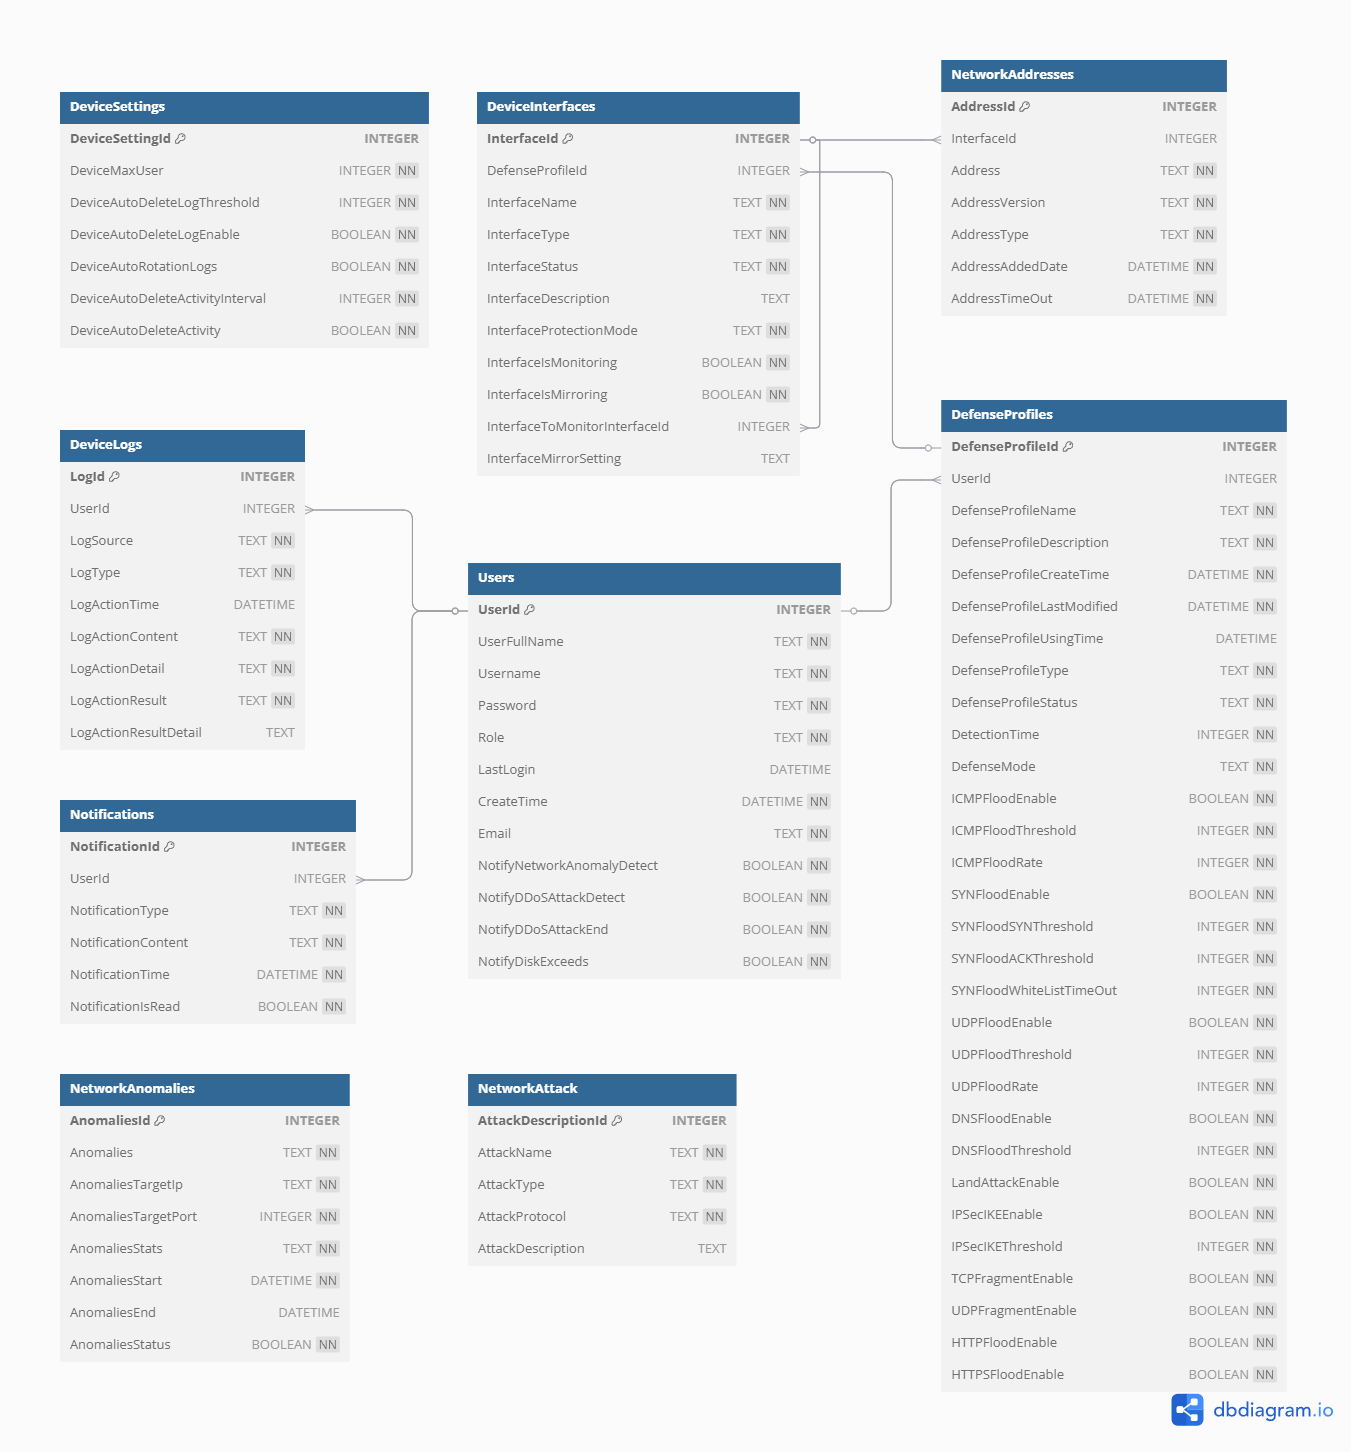 DeviceSettings
DeviceSettingId INTEGER
DeviceMaxUser INTEGER NN
DeviceAutoDeleteLogThreshold INTEGER NN
DeviceAutoDeleteLogEnable BOOLEAN NN
DeviceAutoRotationLogs BOOLEAN NN
DeviceAutoDeleteActivityInterval INTEGER NN
DeviceAutoDeleteActivity BOOLEAN NN
DeviceInterfaces
InterfaceId INTEGER
DefenseProfileId INTEGER
InterfaceName TEXT NN
InterfaceType TEXT NN
InterfaceStatus TEXT NN
InterfaceDescription TEXT
InterfaceProtectionMode TEXT NN
InterfaceIsMonitoring BOOLEAN NN
InterfaceIsMirroring BOOLEAN NN
InterfaceToMonitorInterfaceId INTEGER
InterfaceMirrorSetting TEXT
NetworkAddresses
AddressId INTEGER
InterfaceId INTEGER
Address TEXT NN
AddressVersion TEXT NN
AddressType TEXT NN
AddressAddedDate DATETIME NN
AddressTimeOut DATETIME NN
DeviceLogs
LogId INTEGER
UserId INTEGER
LogSource TEXT NN
LogType TEXT NN
LogActionTime DATETIME
LogActionContent TEXT NN
LogActionDetail TEXT NN
LogActionResult TEXT NN
LogActionResultDetail TEXT
Users
UserId INTEGER
UserFullName TEXT NN
Username TEXT NN
Password TEXT NN
Role TEXT NN
LastLogin DATETIME
CreateTime DATETIME NN
Email TEXT NN
NotifyNetworkAnomalyDetect BOOLEAN NN
NotifyDDoSAttackDetect BOOLEAN NN
NotifyDDoSAttackEnd BOOLEAN NN
NotifyDiskExceeds BOOLEAN NN
DefenseProfiles
DefenseProfileId INTEGER
UserId INTEGER
DefenseProfileName TEXT NN
DefenseProfileDescription TEXT NN
DefenseProfileCreateTime DATETIME NN
DefenseProfileLastModified DATETIME NN
DefenseProfileUsingTime DATETIME
DefenseProfileType TEXT NN
DefenseProfileStatus TEXT NN
DetectionTime INTEGER NN
DefenseMode TEXT NN
ICMPFloodEnable BOOLEAN NN
ICMPFloodThreshold INTEGER NN
ICMPFloodRate INTEGER NN
SYNFloodEnable BOOLEAN NN
SYNFloodSYNThreshold INTEGER NN
SYNFloodACKThreshold INTEGER NN
SYNFloodWhiteListTimeOut INTEGER NN
UDPFloodEnable BOOLEAN NN
UDPFloodThreshold INTEGER NN
UDPFloodRate INTEGER NN
DNSFloodEnable BOOLEAN NN
DNSFloodThreshold INTEGER NN
LandAttackEnable BOOLEAN NN
IPSecIKEEnable BOOLEAN NN
IPSecIKEThreshold INTEGER NN
TCPFragmentEnable BOOLEAN NN
UDPFragmentEnable BOOLEAN NN
HTTPFloodEnable BOOLEAN NN
HTTPSFloodEnable BOOLEAN NN
Notifications
NotificationId INTEGER
UserId INTEGER
NotificationType TEXT NN
NotificationContent TEXT NN
NotificationTime DATETIME NN
NotificationIsRead BOOLEAN NN
NetworkAnomalies
AnomaliesId INTEGER
Anomalies TEXT NN
AnomaliesTargetIp TEXT NN
AnomaliesTargetPort INTEGER NN
AnomaliesStats TEXT NN
AnomaliesStart DATETIME NN
AnomaliesEnd DATETIME
AnomaliesStatus BOOLEAN NN
NetworkAttack
AttackDescriptionId INTEGER
AttackName TEXT NN
AttackType TEXT NN
AttackProtocol TEXT NN
AttackDescription TEXT
dbdiagram.io